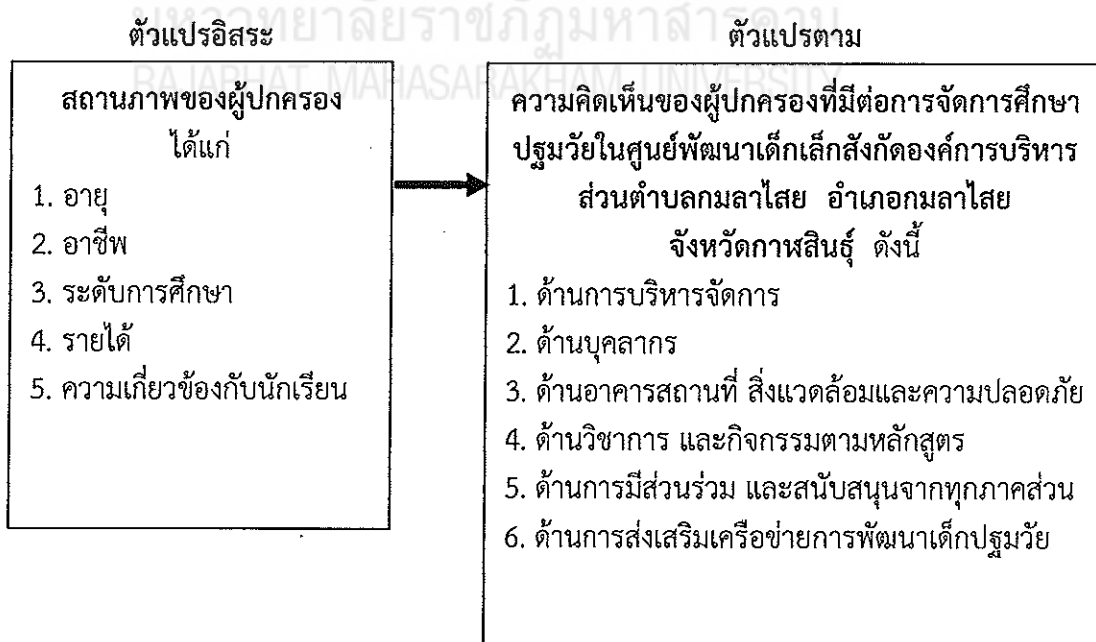 มหาวิทยาลัยราชภัฏมหาสารคาม
RAJABHAT MAHASARAKHAM UNIVERSITY
ตัวแปรอิสระ
สถานภาพของผู้ปกครอง
ได้แก่
1. อายุ
2. อาชีพ
3. ระดับการศึกษา
4. รายได้
5. ความเกี่ยวข้องกับนักเรียน
ตัวแปรตาม
ความคิดเห็นของผู้ปกครองที่มีต่อการจัดการศึกษา
ปฐมวัยในศูนย์พัฒนาเด็กเล็กสังกัดองค์การบริหาร
ส่วนตำบลกมลาไสย อำเภอกมลาไสย
จังหวัดกาฬสินธุ์ ดังนี้
1. ด้านการบริหารจัดการ
2. ด้านบุคลากร
3. ด้านอาคารสถานที่ สิ่งแวดล้อมและความปลอดภัย
4. ด้านวิชาการ และกิจกรรมตามหลักสูตร
5. ด้านการมีส่วนร่วม และสนับสนุนจากทุกภาคส่วน
6. ด้านการส่งเสริมเครือข่ายการพัฒนาเด็กปฐมวัย